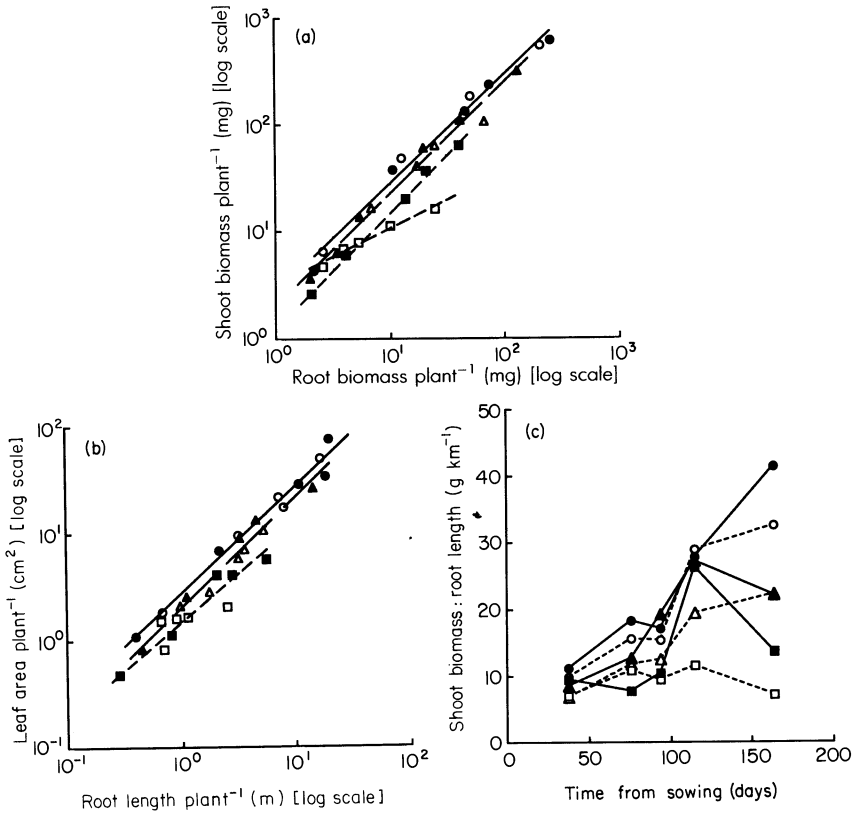 (a)
Shoot biomass plant⁻¹ (mg) [log scale]
10³
10²
10¹
10⁰
10⁰ 10¹ 10² 10³
Root biomass plant⁻¹ (mg) [log scale]
(b)
Leaf area plant⁻¹ (cm²) [log scale]
10²
10¹
10⁰
10⁻¹
10⁻¹ 10⁰ 10¹ 10²
Root length plant⁻¹ (m) [log scale]
(c)
Shoot biomass : root length (g km⁻¹)
50
40
30
20
10
0
0 50 100 150 200
Time from sowing (days)